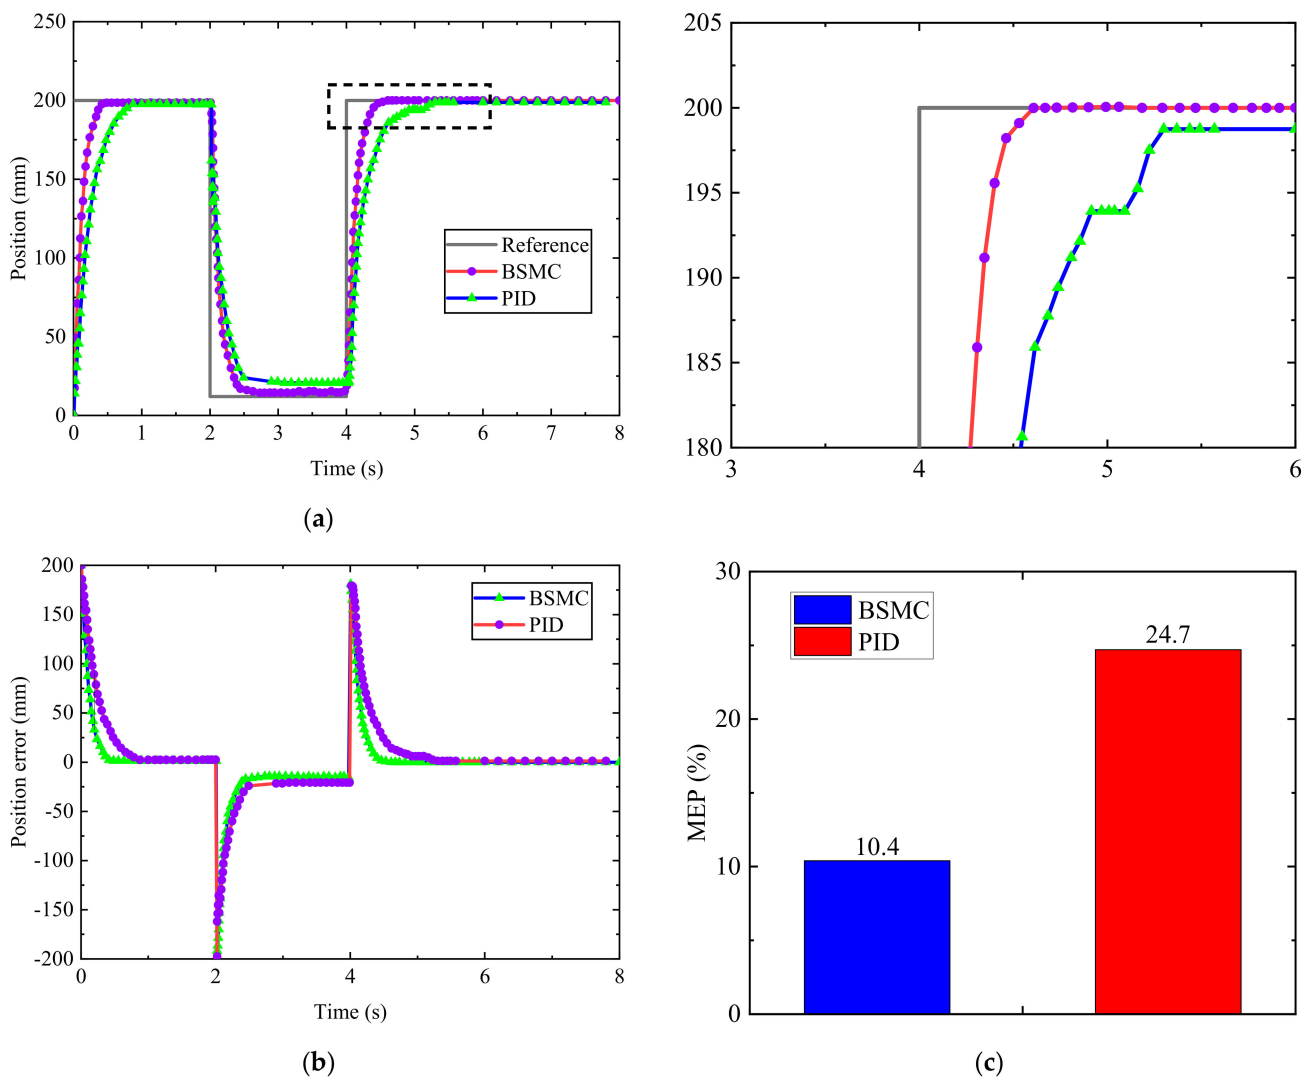 250
200
150
100
50
0
Position (mm)
Reference
BSMC
PID
0 1 2 3 4 5 6 7 8
Time (s)
(a)
205
200
195
190
185
180
3 4 5 6
200
150
100
50
0
-50
-100
-150
-200
Position error (mm)
BSMC
PID
0 2 4 6 8
Time (s)
(b)
30
20
10
0
MEP (%)
BSMC
PID
10.4
24.7
(c)